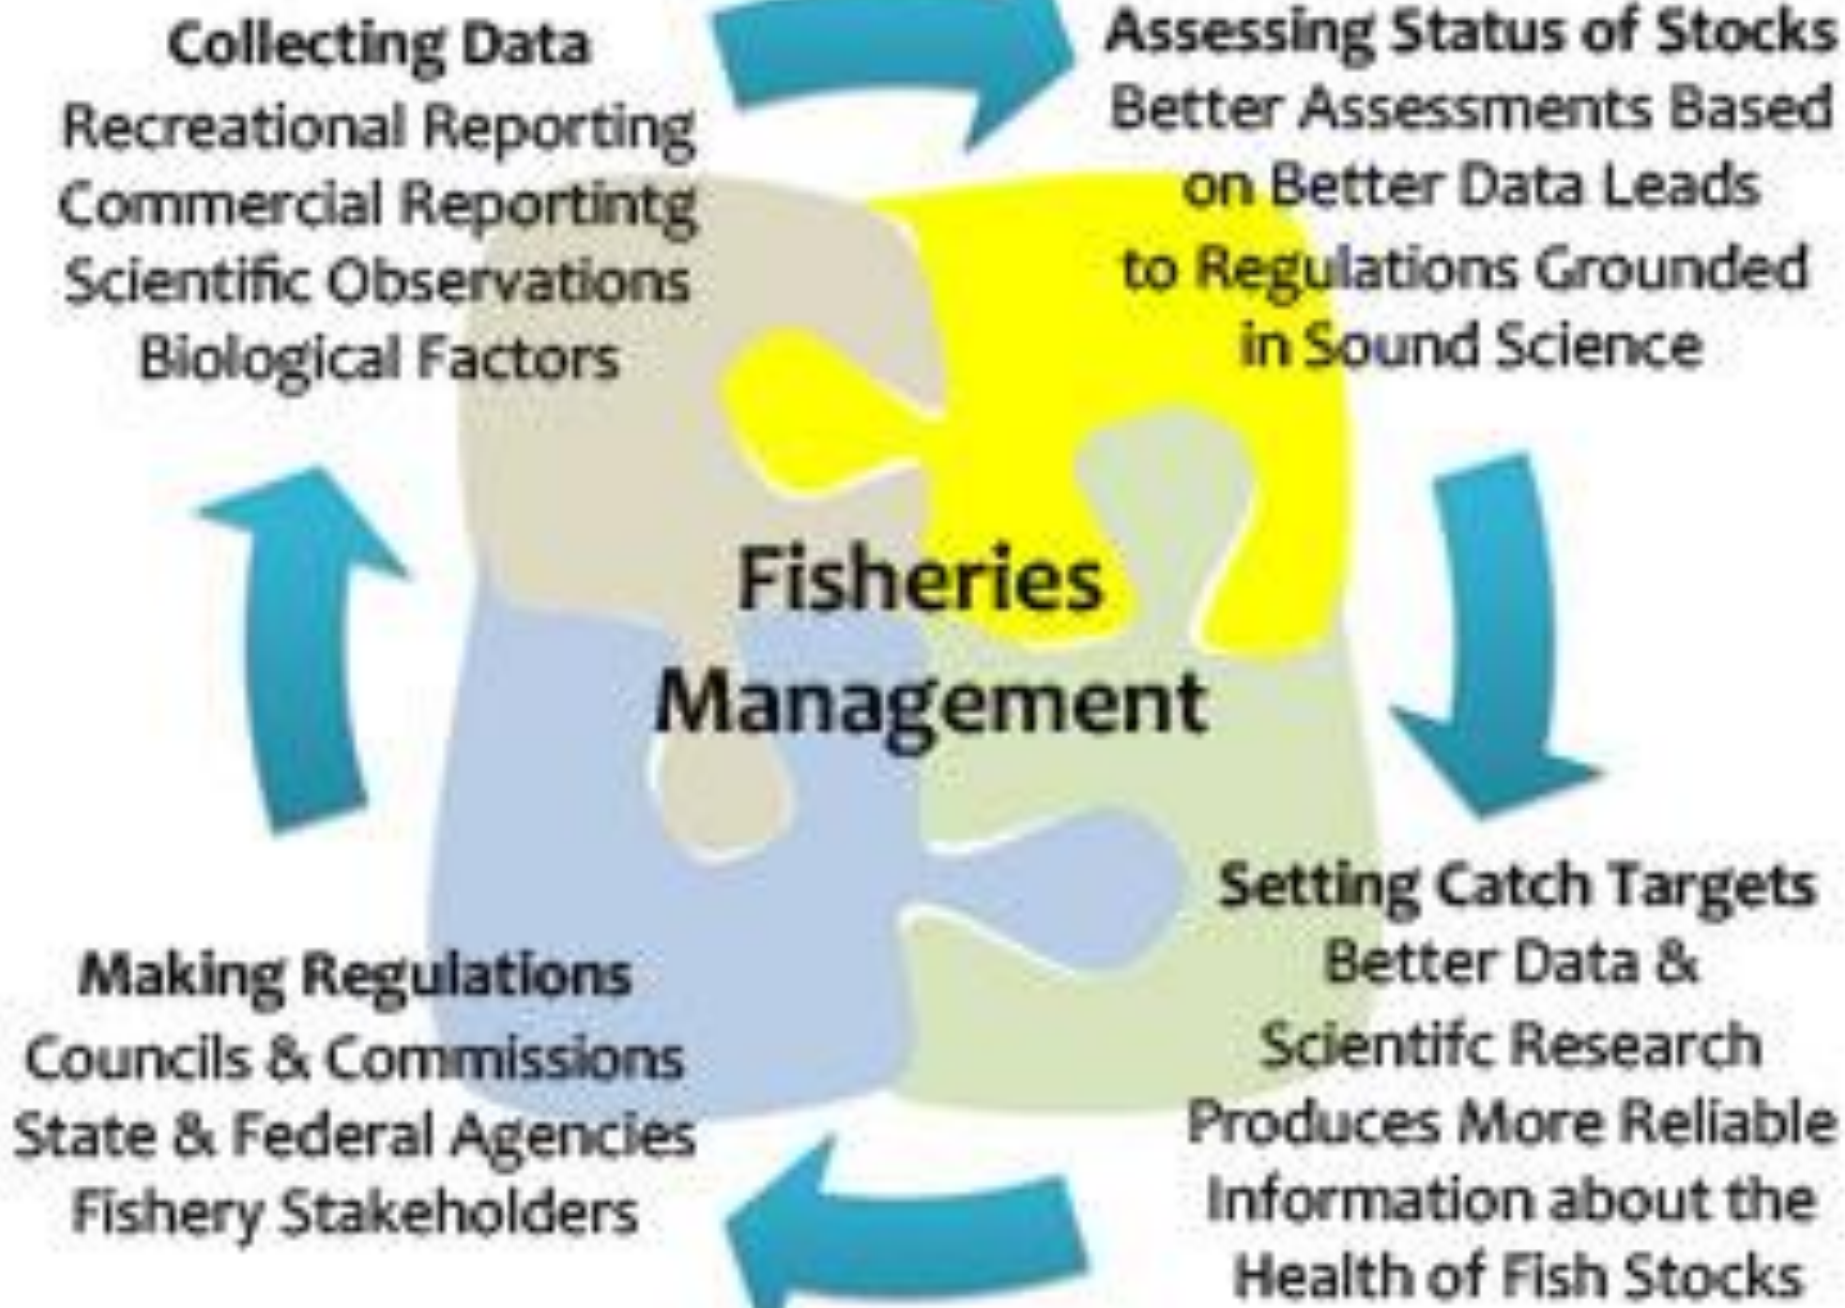 Collecting Data
Recreational Reporting
Commercial Reportintg
Scientific Observations
Biological Factors
Assessing Status of Stocks
Better Assessments Based
on Better Data Leads
to Regulations Grounded
in Sound Science
Fisheries
Management
Setting Catch Targets
Better Data &
Scientifc Research
Produces More Reliable
Information about the
Health of Fish Stocks
Making Regulations
Councils & Commissions
State & Federal Agencies
Fishery Stakeholders